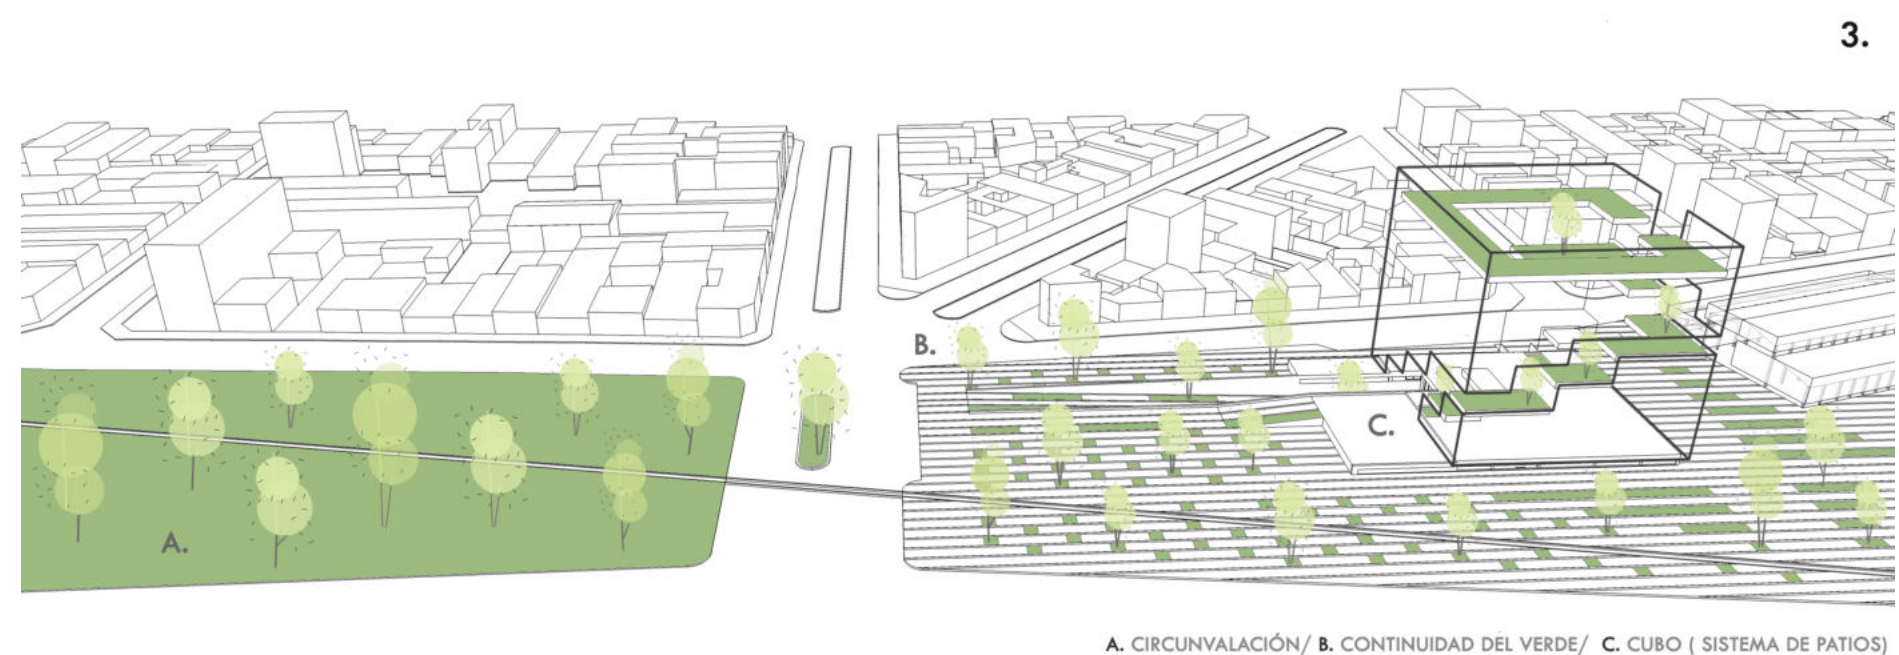 3.
B.
C.
A.
A. CIRCUNVALACIÓN/ B. CONTINUIDAD DEL VERDE/ C. CUBO ( SISTEMA DE PATIOS)